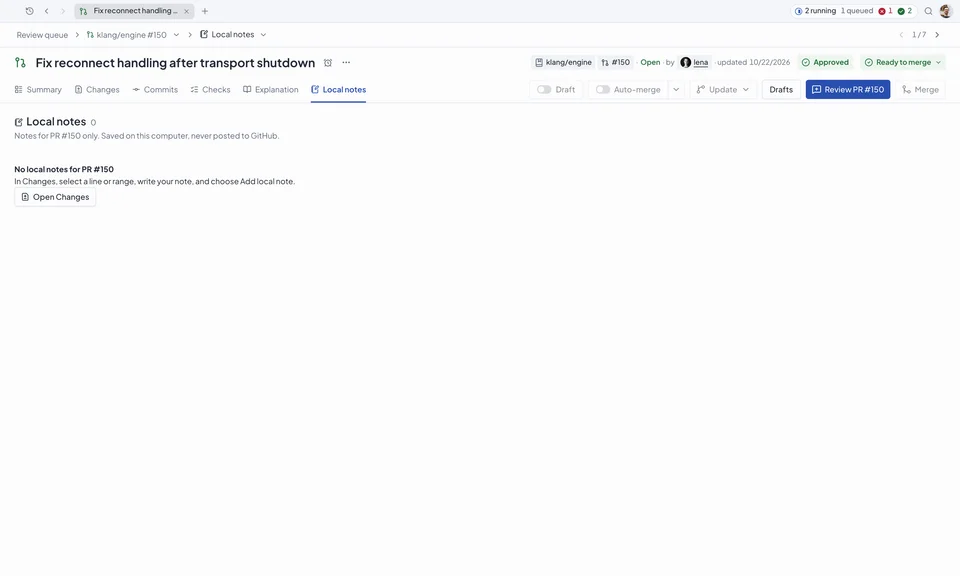 Fix reconnect handling ...
2 running 1 queued 1 2
Review queue klang/engine #150 Local notes
1 / 7
Fix reconnect handling after transport shutdown
klang/engine #150 · Open · by lena · updated 10/22/2026 Approved Ready to merge
Summary Changes Commits Checks Explanation Local notes
Draft Auto-merge Update Drafts Review PR #150 Merge
Local notes 0
Notes for PR #150 only. Saved on this computer, never posted to GitHub.
No local notes for PR #150
In Changes, select a line or range, write your note, and choose Add local note.
Open Changes